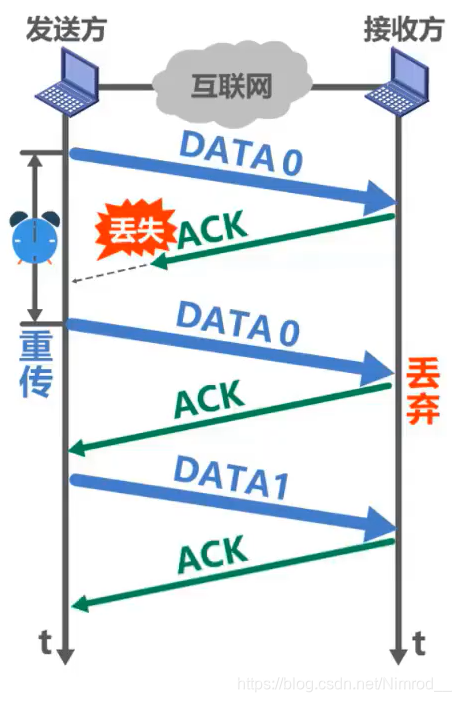 发送方
接收方
互联网
DATA 0
丢失
ACK
DATA 0
重传
丢弃
ACK
DATA1
ACK
t
t
https://blog.csdn.net/Nimrod__